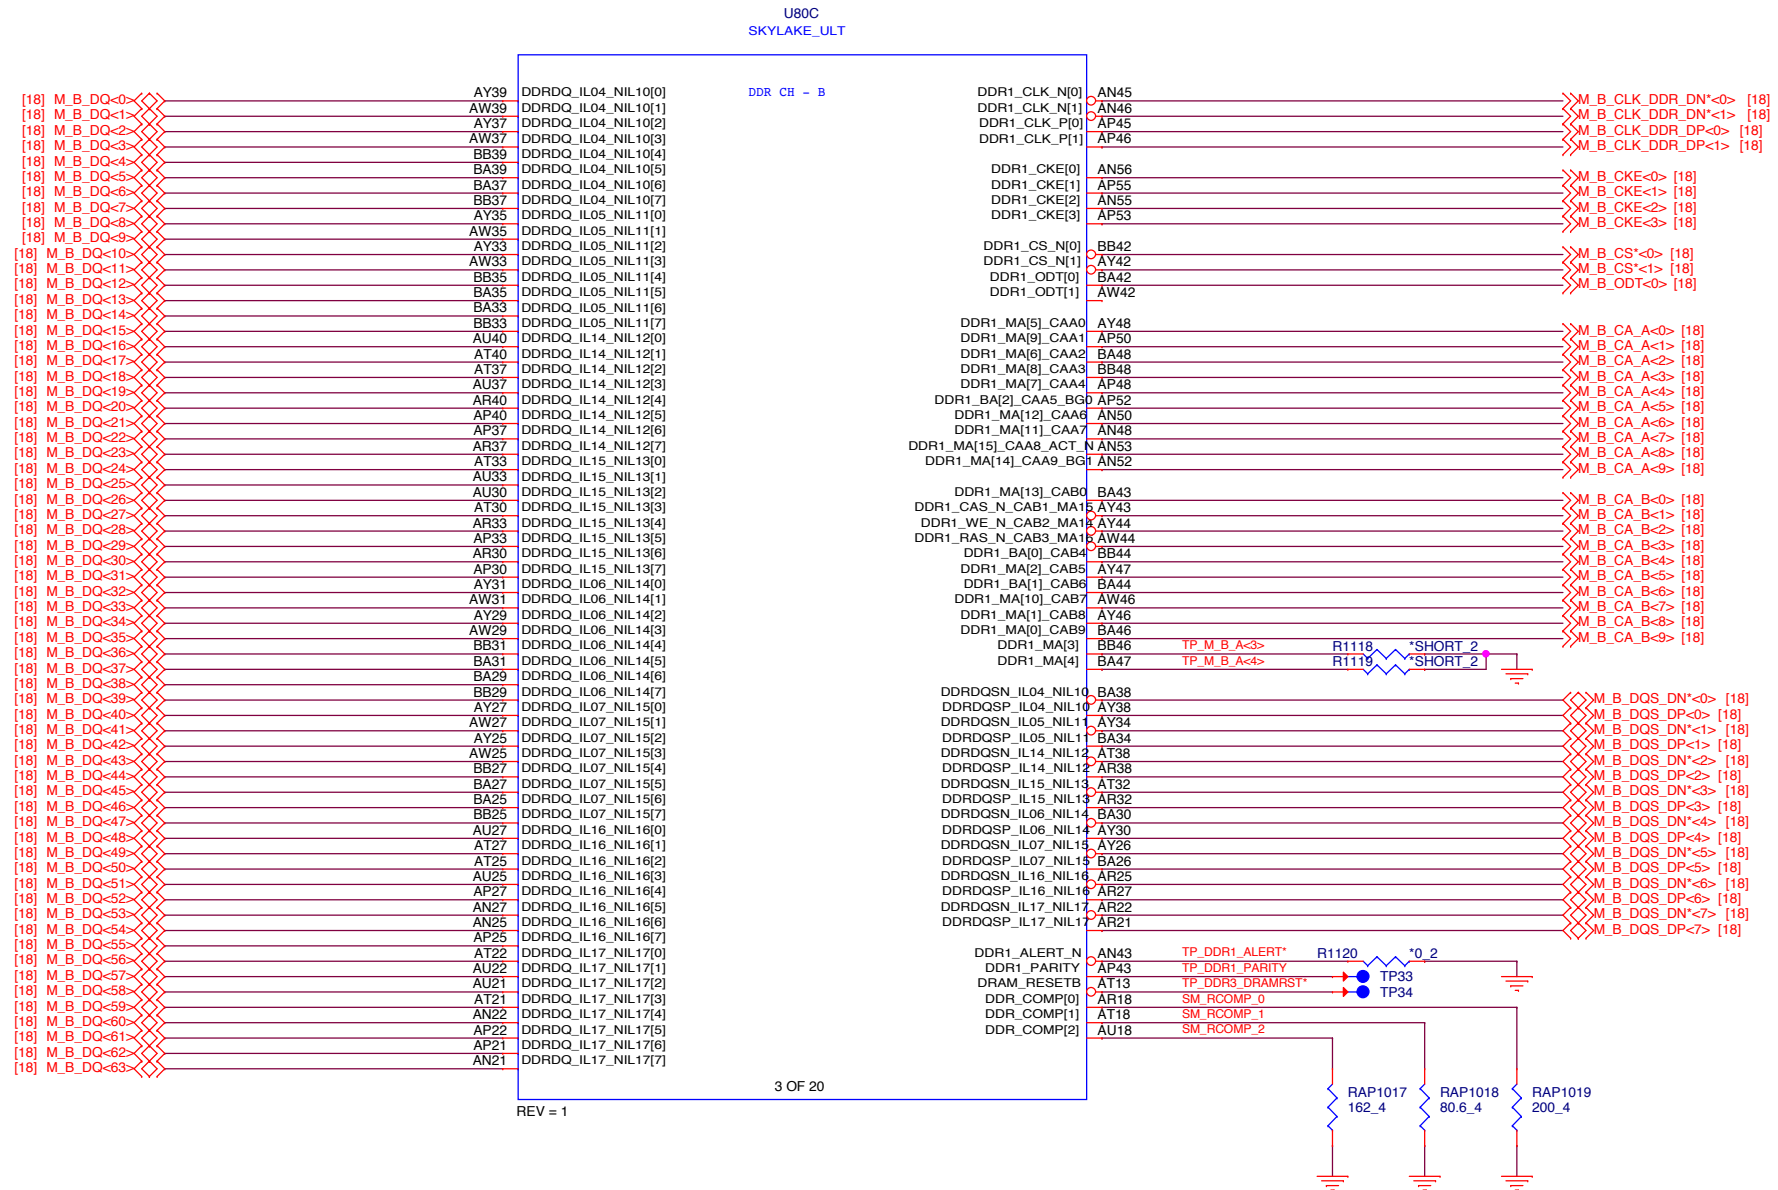 U80C
SKYLAKE_ULT
DDR CH - B
[18] M_B_DQ<0> AY39 DDRDQ_IL04_NIL10[0]
[18] M_B_DQ<1> AW39 DDRDQ_IL04_NIL10[1]
[18] M_B_DQ<2> AY37 DDRDQ_IL04_NIL10[2]
[18] M_B_DQ<3> AW37 DDRDQ_IL04_NIL10[3]
[18] M_B_DQ<4> BB39 DDRDQ_IL04_NIL10[4]
[18] M_B_DQ<5> BA39 DDRDQ_IL04_NIL10[5]
[18] M_B_DQ<6> BA37 DDRDQ_IL04_NIL10[6]
[18] M_B_DQ<7> BB37 DDRDQ_IL04_NIL10[7]
[18] M_B_DQ<8> AY35 DDRDQ_IL05_NIL11[0]
[18] M_B_DQ<9> AW35 DDRDQ_IL05_NIL11[1]
[18] M_B_DQ<10> AY33 DDRDQ_IL05_NIL11[2]
[18] M_B_DQ<11> AW33 DDRDQ_IL05_NIL11[3]
[18] M_B_DQ<12> BB35 DDRDQ_IL05_NIL11[4]
[18] M_B_DQ<13> BA35 DDRDQ_IL05_NIL11[5]
[18] M_B_DQ<14> BA33 DDRDQ_IL05_NIL11[6]
[18] M_B_DQ<15> BB33 DDRDQ_IL05_NIL11[7]
[18] M_B_DQ<16> AU40 DDRDQ_IL14_NIL12[0]
[18] M_B_DQ<17> AT40 DDRDQ_IL14_NIL12[1]
[18] M_B_DQ<18> AT37 DDRDQ_IL14_NIL12[2]
[18] M_B_DQ<19> AU37 DDRDQ_IL14_NIL12[3]
[18] M_B_DQ<20> AR40 DDRDQ_IL14_NIL12[4]
[18] M_B_DQ<21> AP40 DDRDQ_IL14_NIL12[5]
[18] M_B_DQ<22> AP37 DDRDQ_IL14_NIL12[6]
[18] M_B_DQ<23> AR37 DDRDQ_IL14_NIL12[7]
[18] M_B_DQ<24> AT33 DDRDQ_IL15_NIL13[0]
[18] M_B_DQ<25> AU33 DDRDQ_IL15_NIL13[1]
[18] M_B_DQ<26> AU30 DDRDQ_IL15_NIL13[2]
[18] M_B_DQ<27> AT30 DDRDQ_IL15_NIL13[3]
[18] M_B_DQ<28> AR33 DDRDQ_IL15_NIL13[4]
[18] M_B_DQ<29> AP33 DDRDQ_IL15_NIL13[5]
[18] M_B_DQ<30> AR30 DDRDQ_IL15_NIL13[6]
[18] M_B_DQ<31> AP30 DDRDQ_IL15_NIL13[7]
[18] M_B_DQ<32> AY31 DDRDQ_IL06_NIL14[0]
[18] M_B_DQ<33> AW31 DDRDQ_IL06_NIL14[1]
[18] M_B_DQ<34> AY29 DDRDQ_IL06_NIL14[2]
[18] M_B_DQ<35> AW29 DDRDQ_IL06_NIL14[3]
[18] M_B_DQ<36> BB31 DDRDQ_IL06_NIL14[4]
[18] M_B_DQ<37> BA31 DDRDQ_IL06_NIL14[5]
[18] M_B_DQ<38> BA29 DDRDQ_IL06_NIL14[6]
[18] M_B_DQ<39> BB29 DDRDQ_IL06_NIL14[7]
[18] M_B_DQ<40> AY27 DDRDQ_IL07_NIL15[0]
[18] M_B_DQ<41> AW27 DDRDQ_IL07_NIL15[1]
[18] M_B_DQ<42> AY25 DDRDQ_IL07_NIL15[2]
[18] M_B_DQ<43> AW25 DDRDQ_IL07_NIL15[3]
[18] M_B_DQ<44> BB27 DDRDQ_IL07_NIL15[4]
[18] M_B_DQ<45> BA27 DDRDQ_IL07_NIL15[5]
[18] M_B_DQ<46> BA25 DDRDQ_IL07_NIL15[6]
[18] M_B_DQ<47> BB25 DDRDQ_IL07_NIL15[7]
[18] M_B_DQ<48> AU27 DDRDQ_IL16_NIL16[0]
[18] M_B_DQ<49> AT27 DDRDQ_IL16_NIL16[1]
[18] M_B_DQ<50> AT25 DDRDQ_IL16_NIL16[2]
[18] M_B_DQ<51> AU25 DDRDQ_IL16_NIL16[3]
[18] M_B_DQ<52> AP27 DDRDQ_IL16_NIL16[4]
[18] M_B_DQ<53> AN27 DDRDQ_IL16_NIL16[5]
[18] M_B_DQ<54> AN25 DDRDQ_IL16_NIL16[6]
[18] M_B_DQ<55> AP25 DDRDQ_IL16_NIL16[7]
[18] M_B_DQ<56> AT22 DDRDQ_IL17_NIL17[0]
[18] M_B_DQ<57> AU22 DDRDQ_IL17_NIL17[1]
[18] M_B_DQ<58> AU21 DDRDQ_IL17_NIL17[2]
[18] M_B_DQ<59> AT21 DDRDQ_IL17_NIL17[3]
[18] M_B_DQ<60> AN22 DDRDQ_IL17_NIL17[4]
[18] M_B_DQ<61> AP22 DDRDQ_IL17_NIL17[5]
[18] M_B_DQ<62> AP21 DDRDQ_IL17_NIL17[6]
[18] M_B_DQ<63> AN21 DDRDQ_IL17_NIL17[7]
DDR1_CLK_N[0] AN45 M_B_CLK_DDR_DN*<0> [18]
DDR1_CLK_N[1] AN46 M_B_CLK_DDR_DN*<1> [18]
DDR1_CLK_P[0] AP45 M_B_CLK_DDR_DP<0> [18]
DDR1_CLK_P[1] AP46 M_B_CLK_DDR_DP<1> [18]
DDR1_CKE[0] AN56 M_B_CKE<0> [18]
DDR1_CKE[1] AP55 M_B_CKE<1> [18]
DDR1_CKE[2] AN55 M_B_CKE<2> [18]
DDR1_CKE[3] AP53 M_B_CKE<3> [18]
DDR1_CS_N[0] BB42 M_B_CS*<0> [18]
DDR1_CS_N[1] AY42 M_B_CS*<1> [18]
DDR1_ODT[0] BA42 M_B_ODT<0> [18]
DDR1_ODT[1] AW42
DDR1_MA[5]_CAA0 AY48 M_B_CA_A<0> [18]
DDR1_MA[9]_CAA1 AP50 M_B_CA_A<1> [18]
DDR1_MA[6]_CAA2 BA48 M_B_CA_A<2> [18]
DDR1_MA[8]_CAA3 BB48 M_B_CA_A<3> [18]
DDR1_MA[7]_CAA4 AP48 M_B_CA_A<4> [18]
DDR1_BA[2]_CAA5_BG0 AP52 M_B_CA_A<5> [18]
DDR1_MA[12]_CAA6 AN50 M_B_CA_A<6> [18]
DDR1_MA[11]_CAA7 AN48 M_B_CA_A<7> [18]
DDR1_MA[15]_CAA8_ACT_N AN53 M_B_CA_A<8> [18]
DDR1_MA[14]_CAA9_BG1 AN52 M_B_CA_A<9> [18]
DDR1_MA[13]_CAB0 BA43 M_B_CA_B<0> [18]
DDR1_CAS_N_CAB1_MA15 AY43 M_B_CA_B<1> [18]
DDR1_WE_N_CAB2_MA14 AY44 M_B_CA_B<2> [18]
DDR1_RAS_N_CAB3_MA16 AW44 M_B_CA_B<3> [18]
DDR1_BA[0]_CAB4 BB44 M_B_CA_B<4> [18]
DDR1_MA[2]_CAB5 AY47 M_B_CA_B<5> [18]
DDR1_BA[1]_CAB6 BA44 M_B_CA_B<6> [18]
DDR1_MA[10]_CAB7 AW46 M_B_CA_B<7> [18]
DDR1_MA[1]_CAB8 AY46 M_B_CA_B<8> [18]
DDR1_MA[0]_CAB9 BA46 M_B_CA_B<9> [18]
DDR1_MA[3] BB46 TP_M_B_A<3> R1118 *SHORT_2
DDR1_MA[4] BA47 TP_M_B_A<4> R1119 *SHORT_2
DDRDQSN_IL04_NIL10 BA38 M_B_DQS_DN*<0> [18]
DDRDQSP_IL04_NIL10 AY38 M_B_DQS_DP<0> [18]
DDRDQSN_IL05_NIL11 AY34 M_B_DQS_DN*<1> [18]
DDRDQSP_IL05_NIL11 BA34 M_B_DQS_DP<1> [18]
DDRDQSN_IL14_NIL12 AT38 M_B_DQS_DN*<2> [18]
DDRDQSP_IL14_NIL12 AR38 M_B_DQS_DP<2> [18]
DDRDQSN_IL15_NIL13 AT32 M_B_DQS_DN*<3> [18]
DDRDQSP_IL15_NIL13 AR32 M_B_DQS_DP<3> [18]
DDRDQSN_IL06_NIL14 BA30 M_B_DQS_DN*<4> [18]
DDRDQSP_IL06_NIL14 AY30 M_B_DQS_DP<4> [18]
DDRDQSN_IL07_NIL15 AY26 M_B_DQS_DN*<5> [18]
DDRDQSP_IL07_NIL15 BA26 M_B_DQS_DP<5> [18]
DDRDQSN_IL16_NIL16 AR25 M_B_DQS_DN*<6> [18]
DDRDQSP_IL16_NIL16 AR27 M_B_DQS_DP<6> [18]
DDRDQSN_IL17_NIL17 AR22 M_B_DQS_DN*<7> [18]
DDRDQSP_IL17_NIL17 AR21 M_B_DQS_DP<7> [18]
DDR1_ALERT_N AN43 TP_DDR1_ALERT* R1120 *0_2
DDR1_PARITY AP43 TP_DDR1_PARITY TP33
DRAM_RESETB AT13 TP_DDR3_DRAMRST* TP34
DDR_COMP[0] AR18 SM_RCOMP_0
DDR_COMP[1] AT18 SM_RCOMP_1
DDR_COMP[2] AU18 SM_RCOMP_2
3 OF 20
REV = 1
RAP1017 RAP1018 RAP1019
162_4 80.6_4 200_4